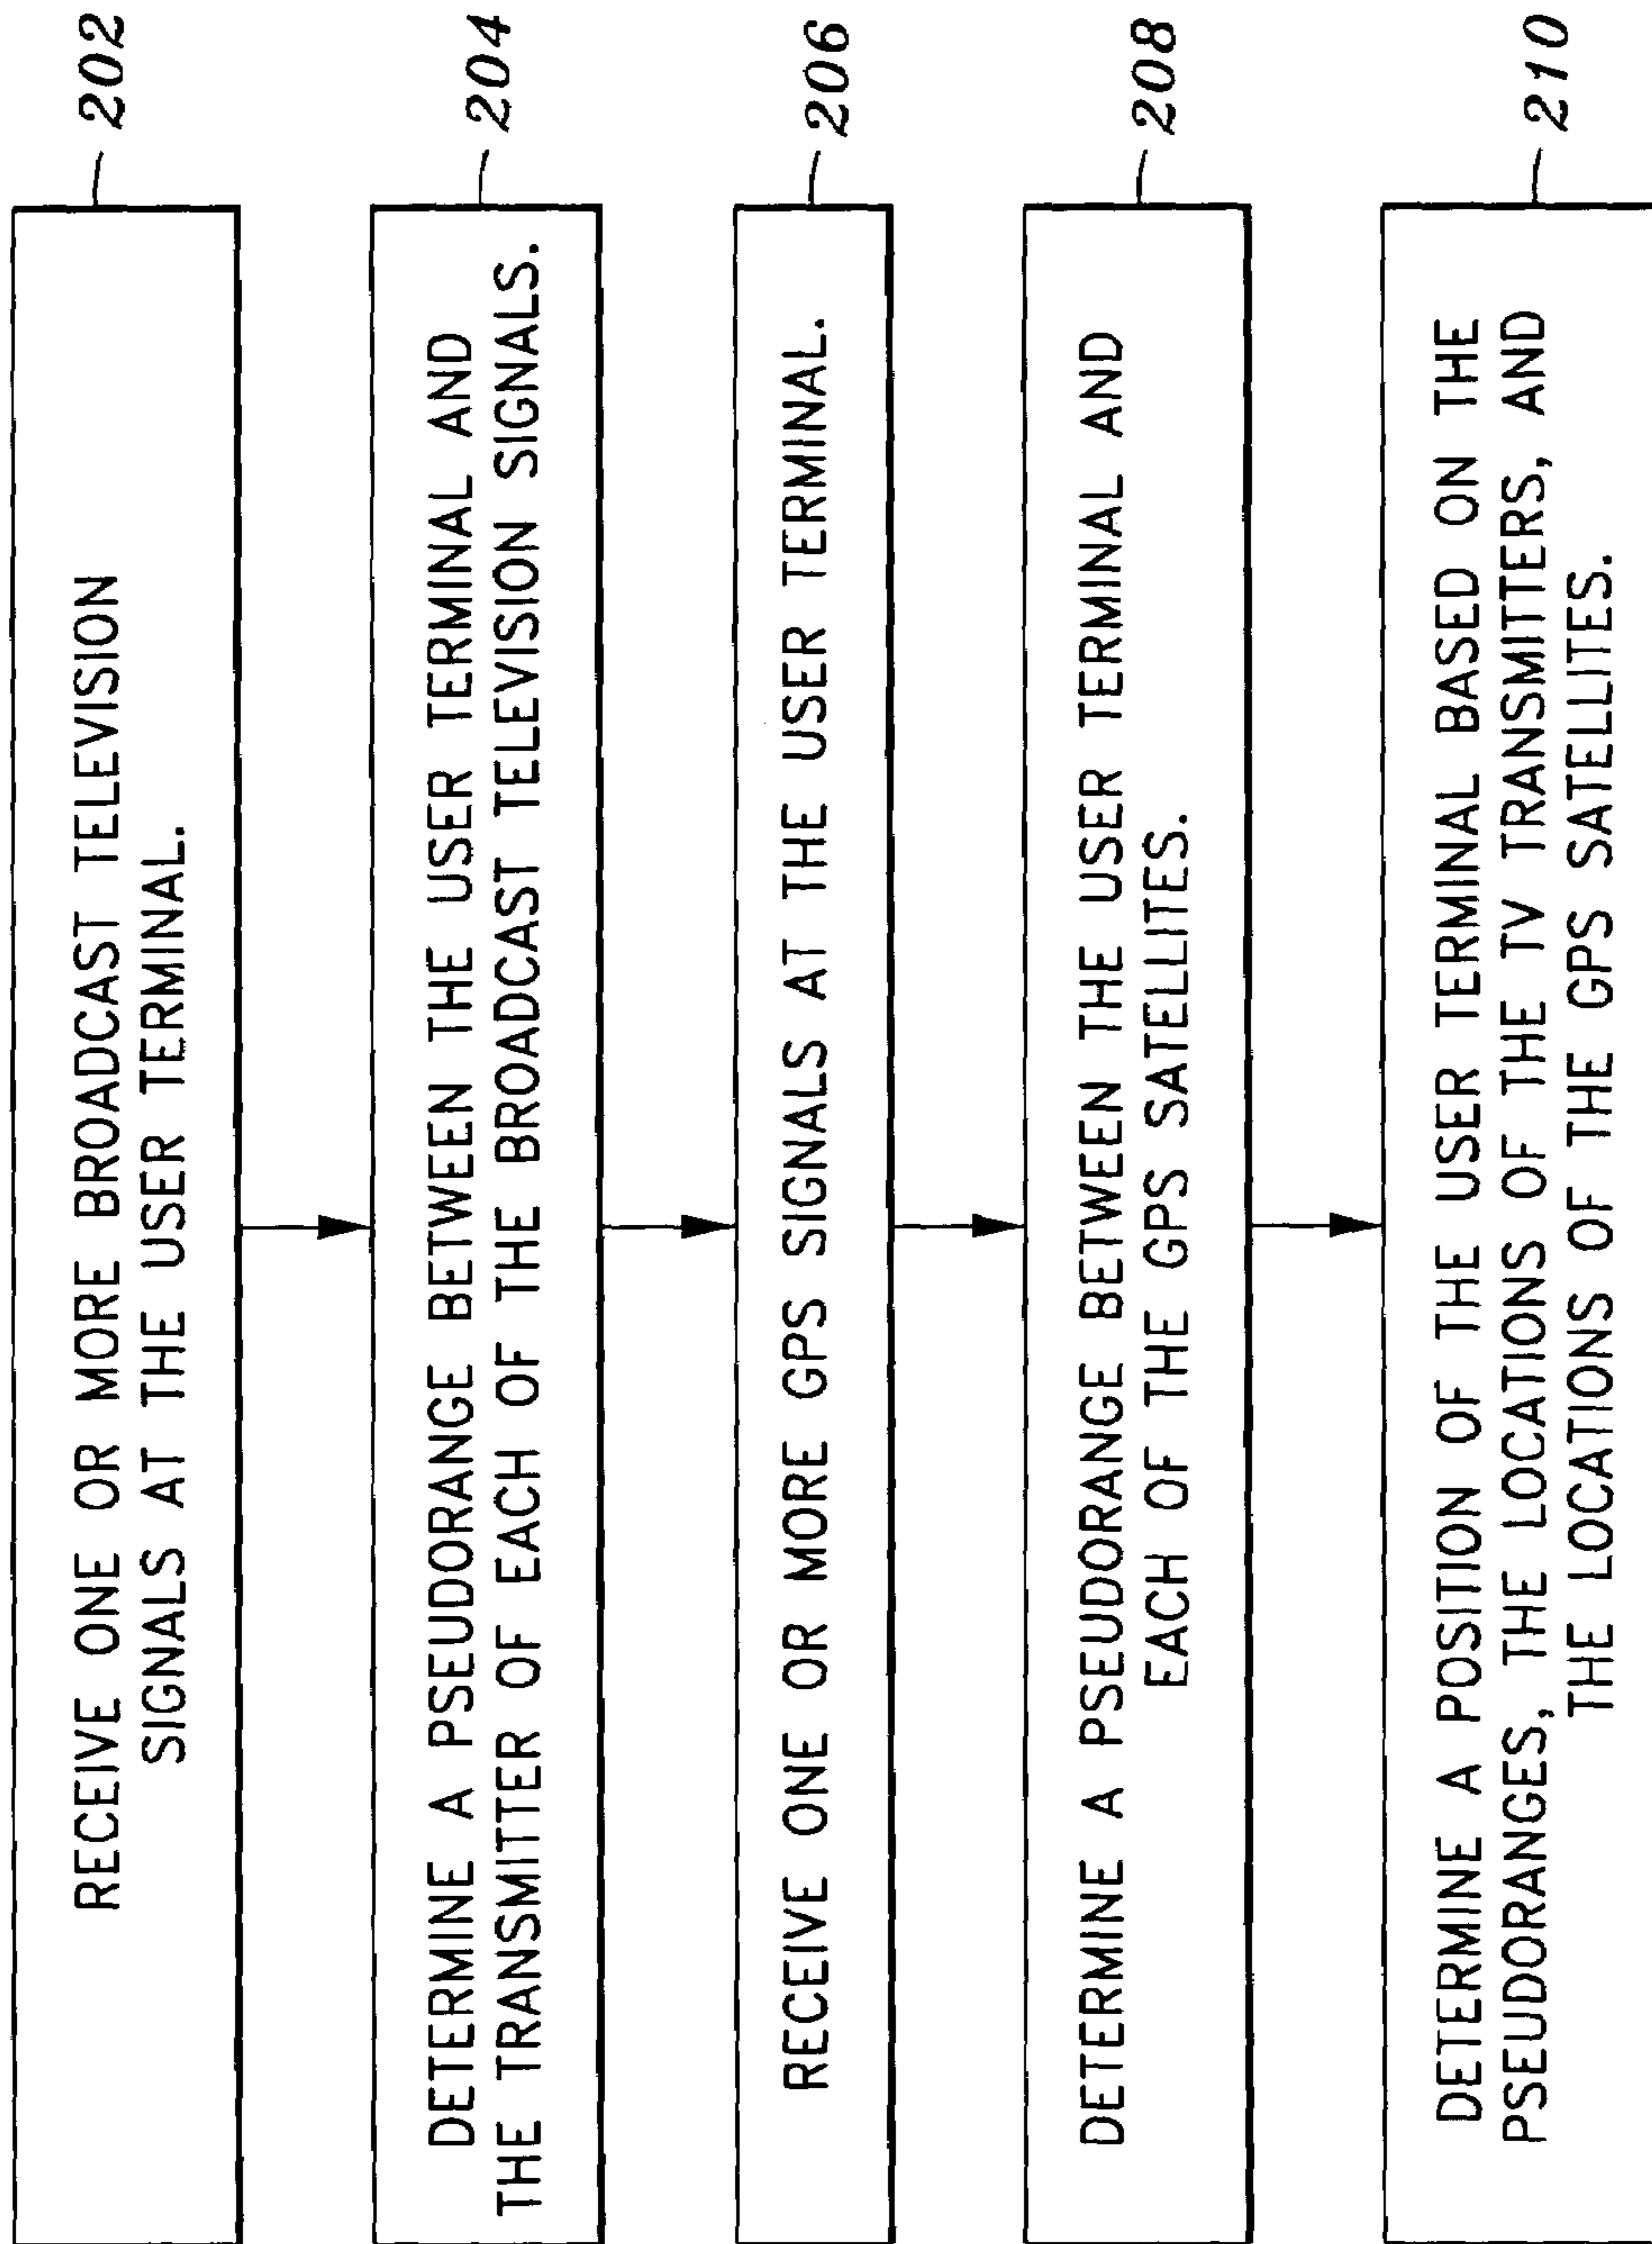 RECEIVE ONE OR MORE BROADCAST TELEVISION
SIGNALS AT THE USER TERMINAL.
202
DETERMINE A PSEUDORANGE BETWEEN THE USER TERMINAL AND
THE TRANSMITTER OF EACH OF THE BROADCAST TELEVISION SIGNALS.
204
RECEIVE ONE OR MORE GPS SIGNALS AT THE USER TERMINAL.
206
DETERMINE A PSEUDORANGE BETWEEN THE USER TERMINAL AND
EACH OF THE GPS SATELLITES.
208
DETERMINE A POSITION OF THE USER TERMINAL BASED ON THE
PSEUDORANGES, THE LOCATIONS OF THE TV TRANSMITTERS, AND
THE LOCATIONS OF THE GPS SATELLITES.
210